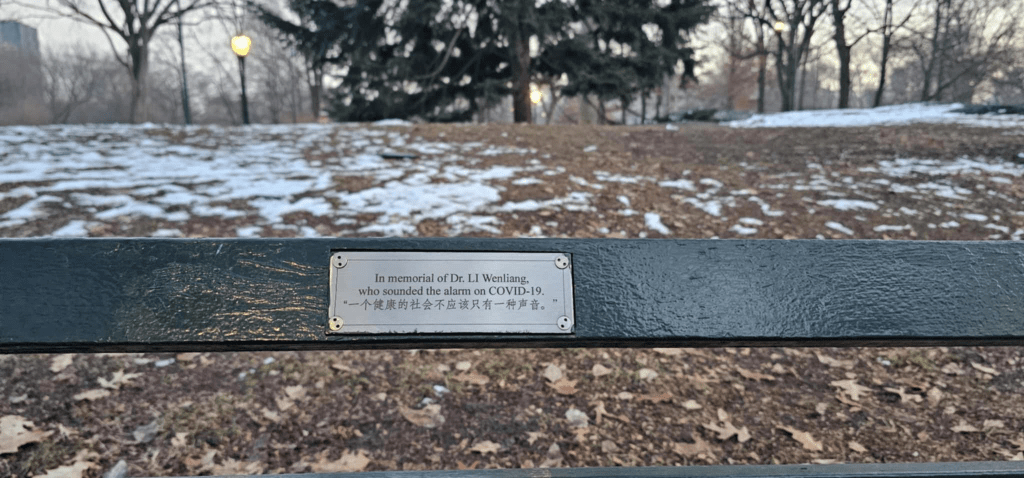 In memorial of Dr. LI Wenliang,
who sounded the alarm on COVID-19.
“一个健康的社会不应该只有一种声音。”